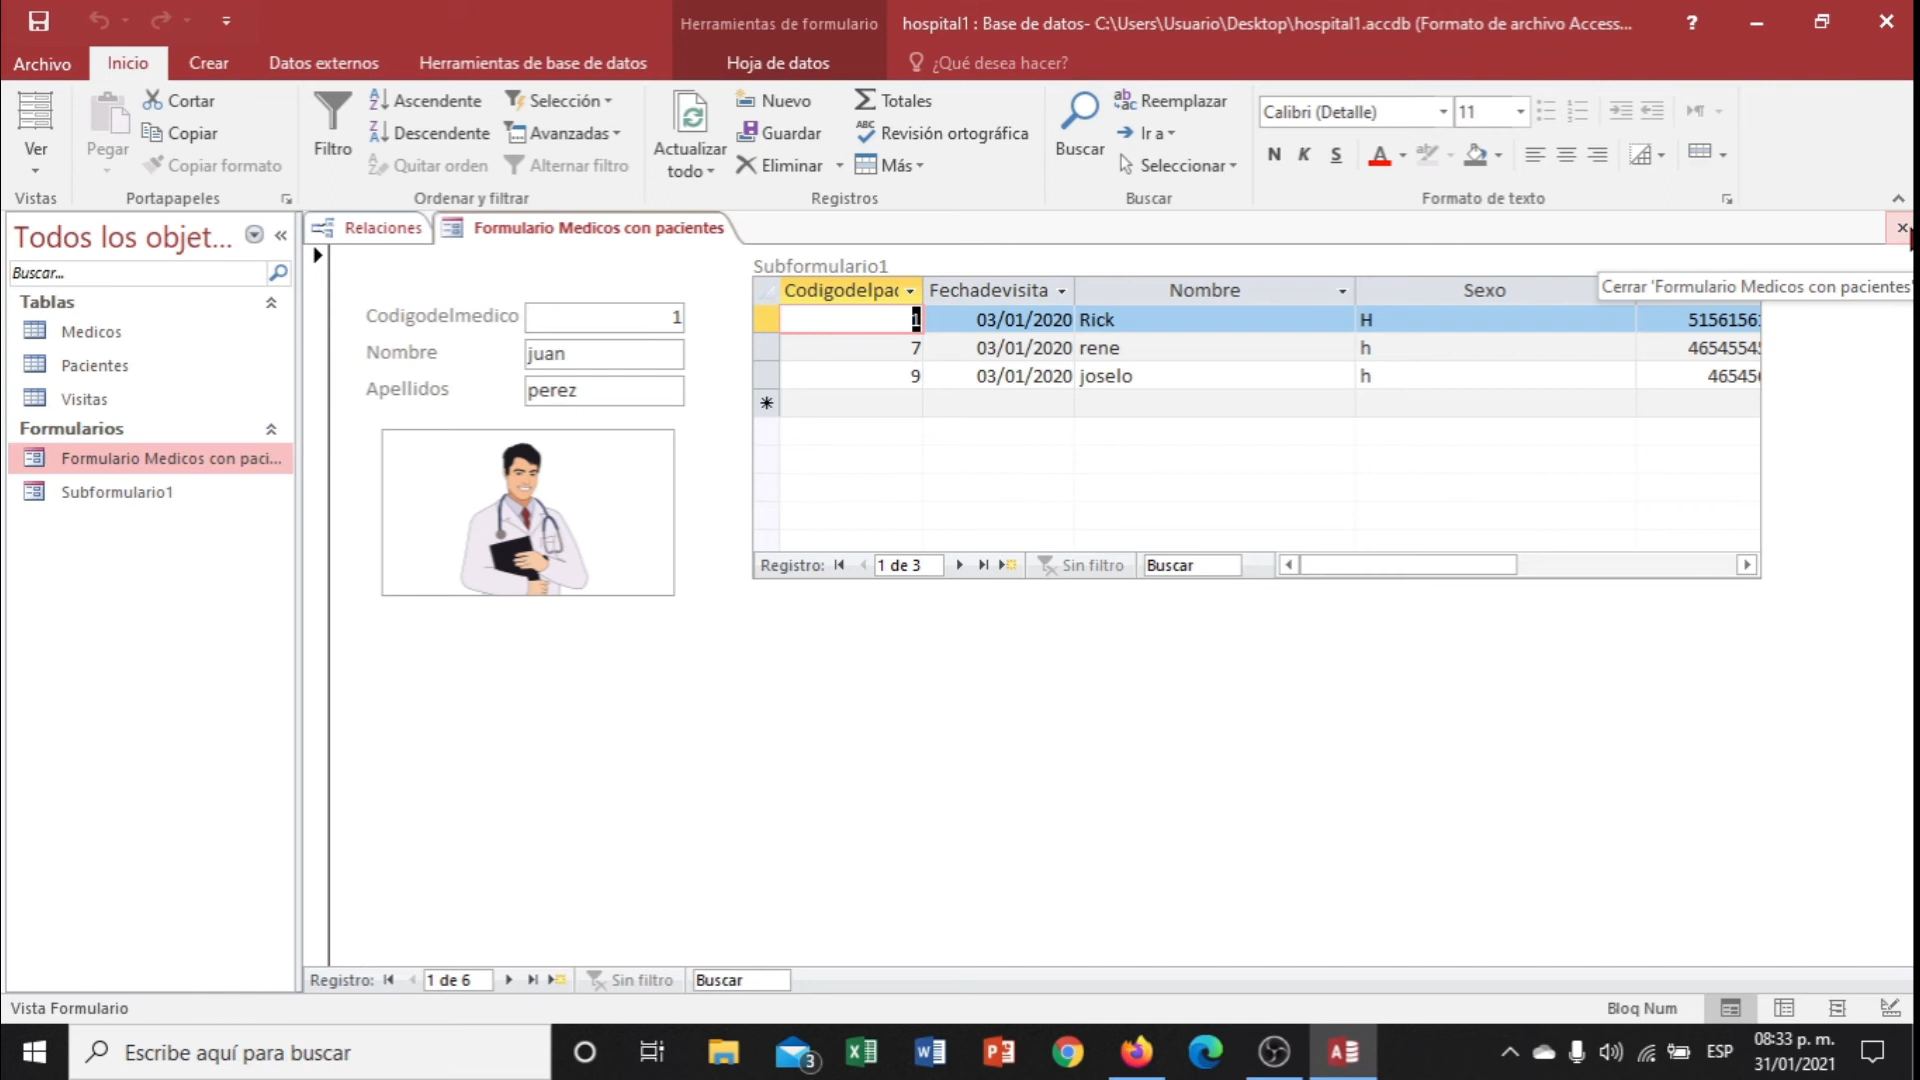 Herramientas de formulario
hospital1 : Base de datos- C:\Users\Usuario\Desktop\hospital1.accdb (Formato de archivo Access...
?
Archivo Inicio Crear Datos externos Herramientas de base de datos Hoja de datos ¿Qué desea hacer?
Ver
Vistas
Pegar
Cortar
Copiar
Copiar formato
Portapapeles
Filtro
Ascendente
Descendente
Quitar orden
Selección
Avanzadas
Alternar filtro
Ordenar y filtrar
Actualizar
todo
Nuevo
Guardar
Eliminar
Totales
Revisión ortográfica
Más
Registros
Buscar
Reemplazar
Ir a
Seleccionar
Buscar
Calibri (Detalle) 11
N K S A
Formato de texto
Todos los objet... «
Buscar...
Tablas
Medicos
Pacientes
Visitas
Formularios
Formulario Medicos con paci...
Subformulario1
Relaciones Formulario Medicos con pacientes
Cerrar 'Formulario Medicos con pacientes'
Codigodelmedico 1
Nombre juan
Apellidos perez
Subformulario1
Codigodelpac Fechadevisita Nombre Sexo
1 03/01/2020 Rick H 5156156
7 03/01/2020 rene h 4654554
9 03/01/2020 joselo h 46545
Registro: 1 de 3 Sin filtro Buscar
Registro: 1 de 6 Sin filtro Buscar
Vista Formulario Bloq Num
Escribe aquí para buscar
3
ESP
08:33 p. m.
31/01/2021